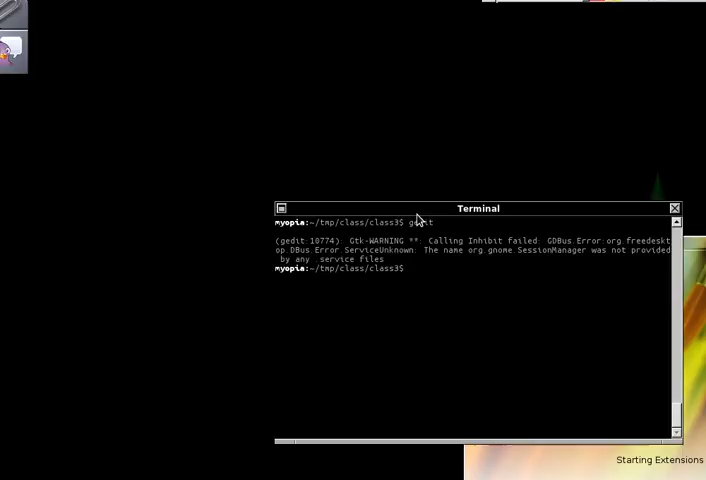 Terminal
myopia:~/tmp/class/class3$ gedit
(gedit:10774): Gtk-WARNING **: Calling Inhibit failed: GDBus.Error:org.freedeskt
op.DBus.Error.ServiceUnknown: The name org.gnome.SessionManager was not provided
by any .service files
myopia:~/tmp/class/class3$
Starting Extensions